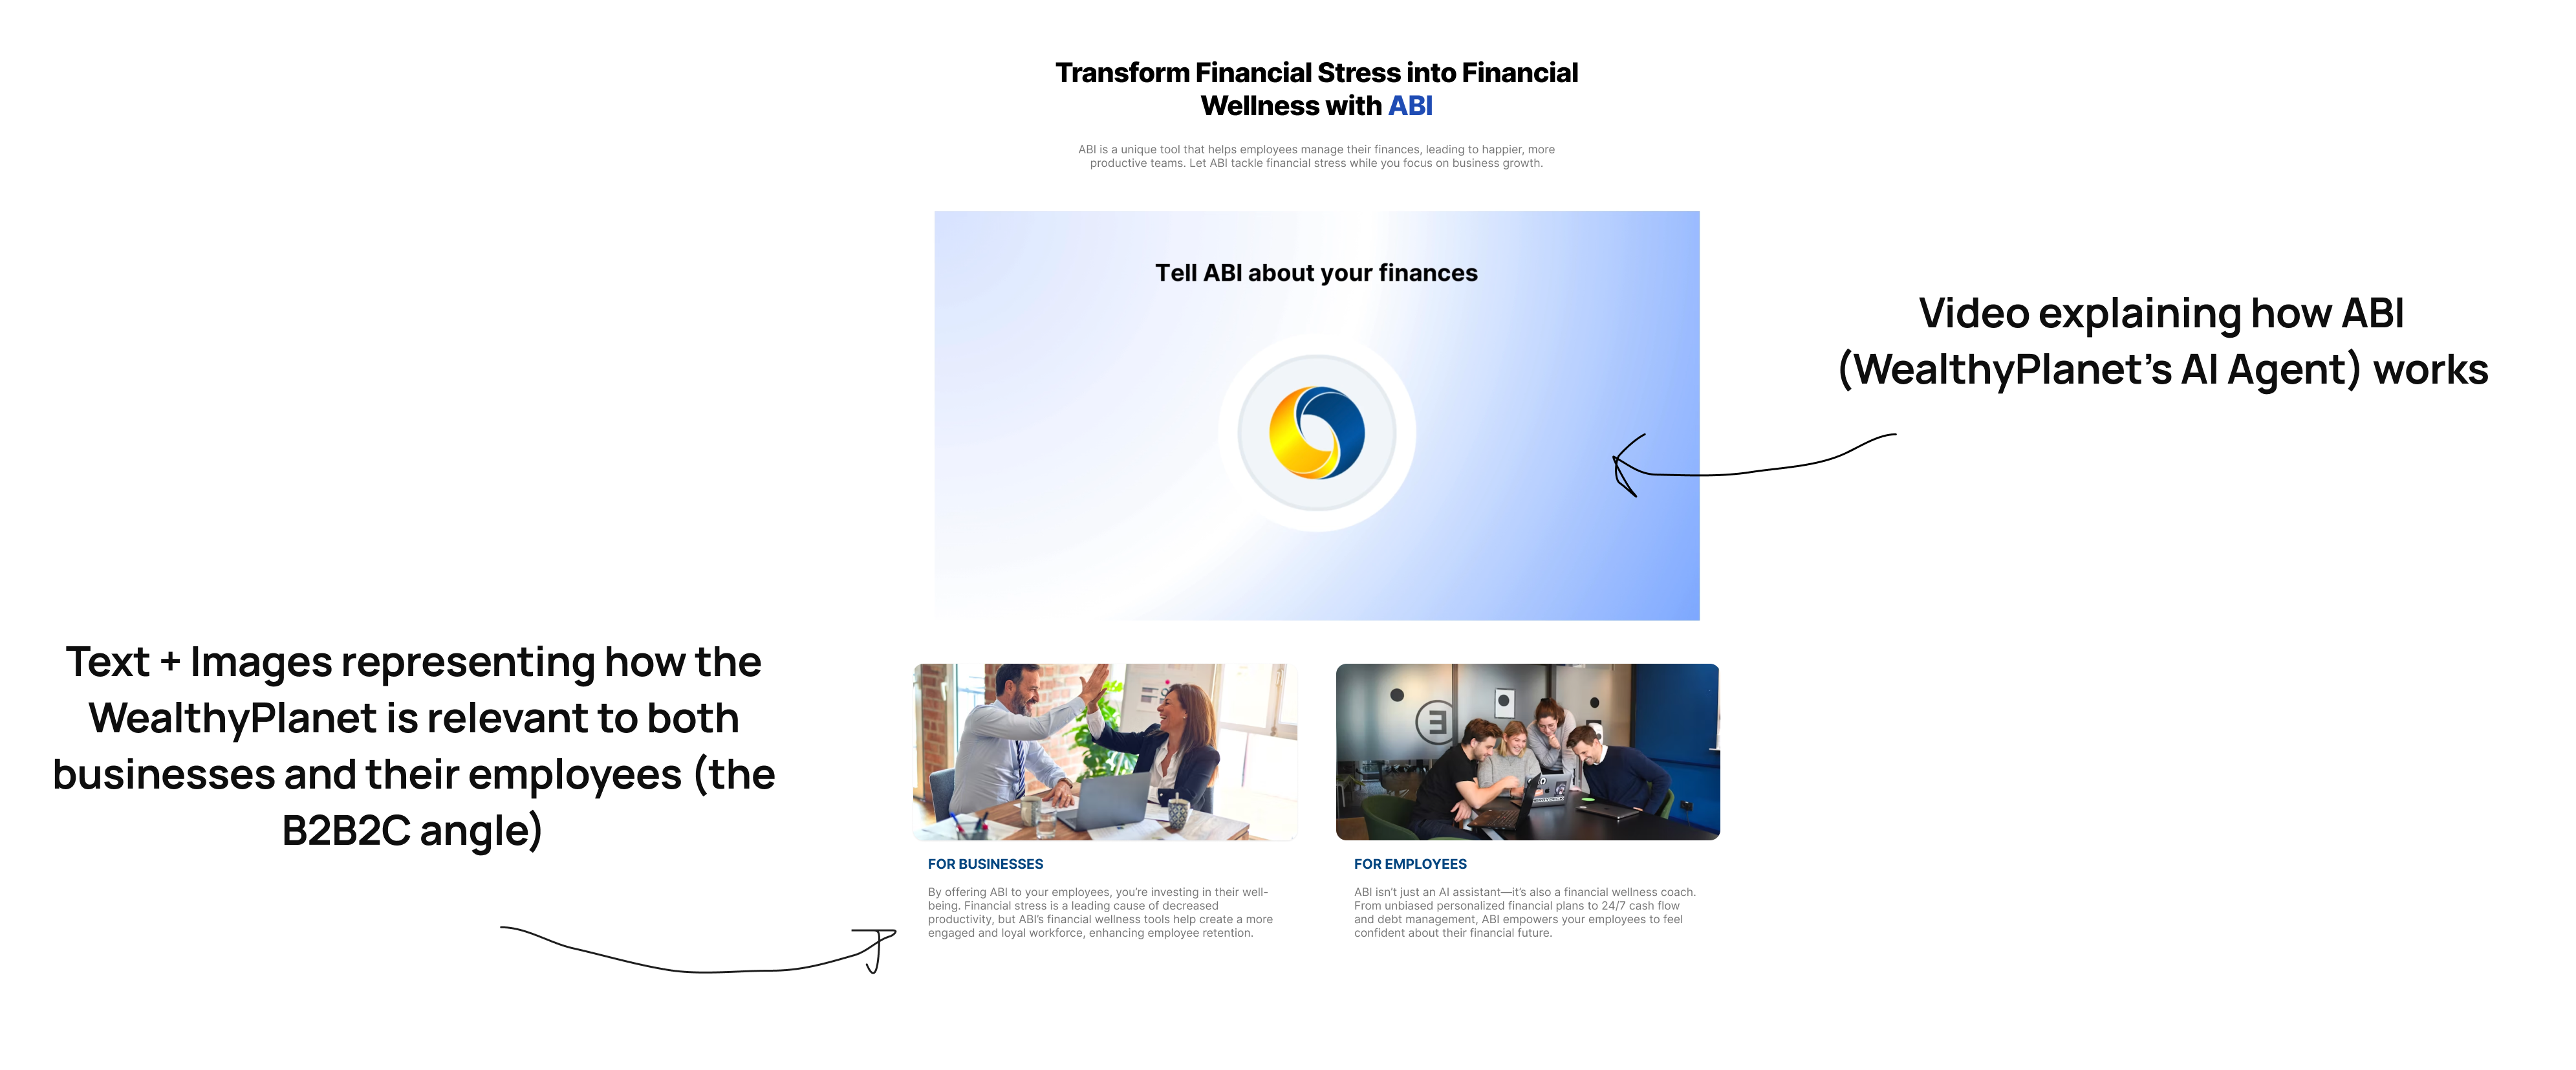 Transform Financial Stress into Financial
Wellness with ABI
ABI is a unique tool that helps employees manage their finances, leading to happier, more
productive teams. Let ABI tackle financial stress while you focus on business growth.
Tell ABI about your finances
Video explaining how ABI
(WealthyPlanet’s AI Agent) works
Text + Images representing how the
WealthyPlanet is relevant to both
businesses and their employees (the
B2B2C angle)
FOR BUSINESSES
By offering ABI to your employees, you’re investing in their well-
being. Financial stress is a leading cause of decreased
productivity, but ABI’s financial wellness tools help create a more
engaged and loyal workforce, enhancing employee retention.
FOR EMPLOYEES
ABI isn’t just an AI assistant—it’s also a financial wellness coach.
From unbiased personalized financial plans to 24/7 cash flow
and debt management, ABI empowers your employees to feel
confident about their financial future.